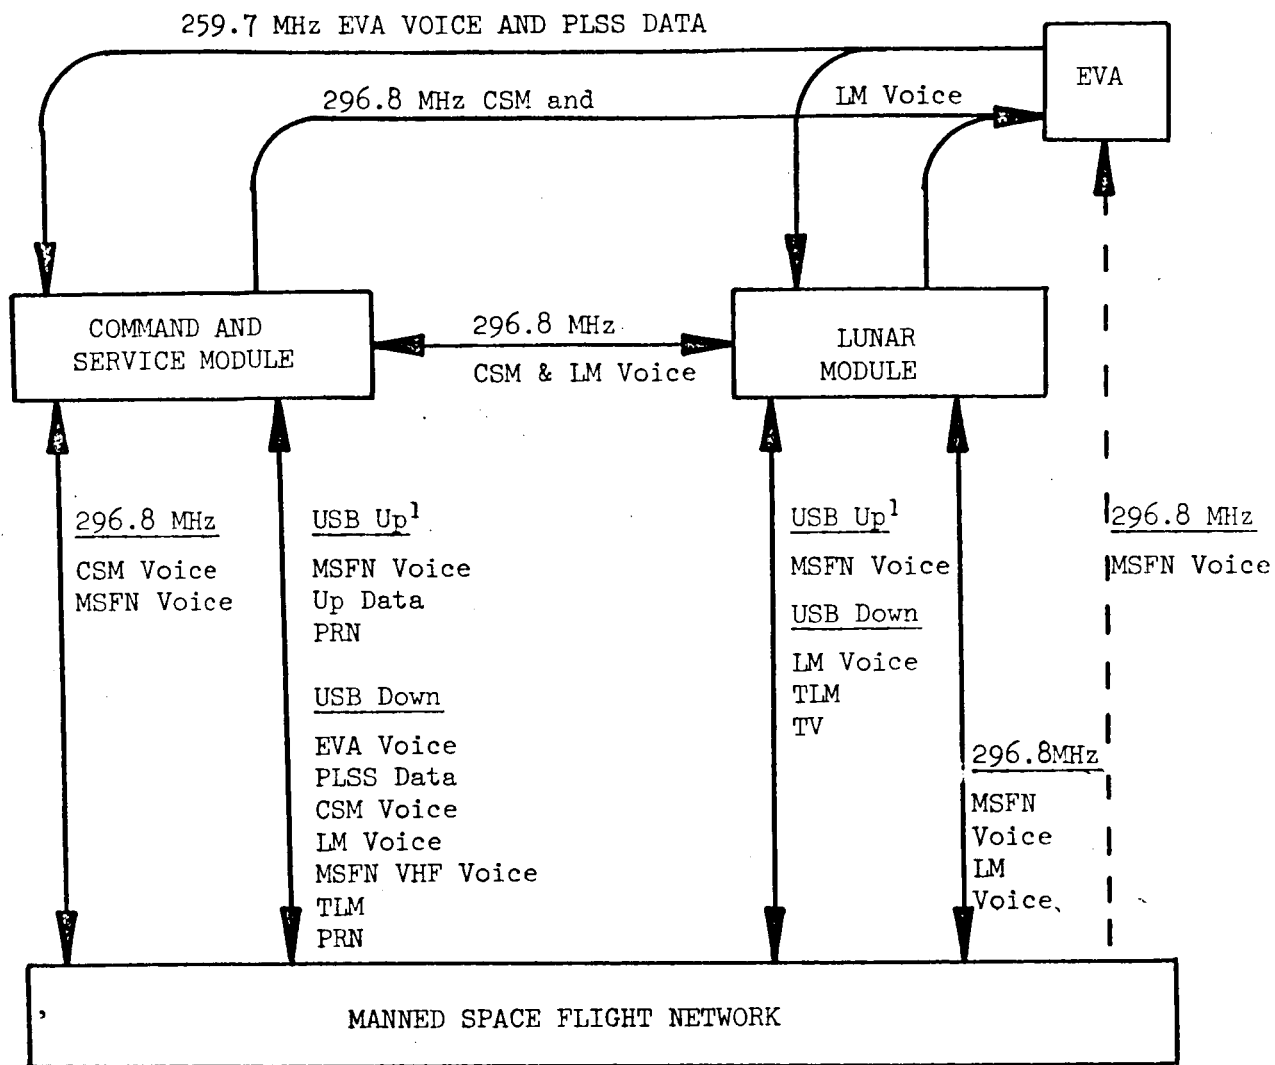 259.7 MHz EVA VOICE AND PLSS DATA
EVA
296.8 MHz CSM and LM Voice
COMMAND AND
SERVICE MODULE
296.8 MHz
CSM & LM Voice
LUNAR
MODULE
296.8 MHz
CSM Voice
MSFN Voice
USB Up¹
MSFN Voice
Up Data
PRN
USB Down
EVA Voice
PLSS Data
CSM Voice
LM Voice
MSFN VHF Voice
TLM
PRN
USB Up¹
MSFN Voice
USB Down
LM Voice
TLM
TV
296.8MHz
MSFN
Voice
LM
Voice
296.8 MHz
MSFN Voice
MANNED SPACE FLIGHT NETWORK